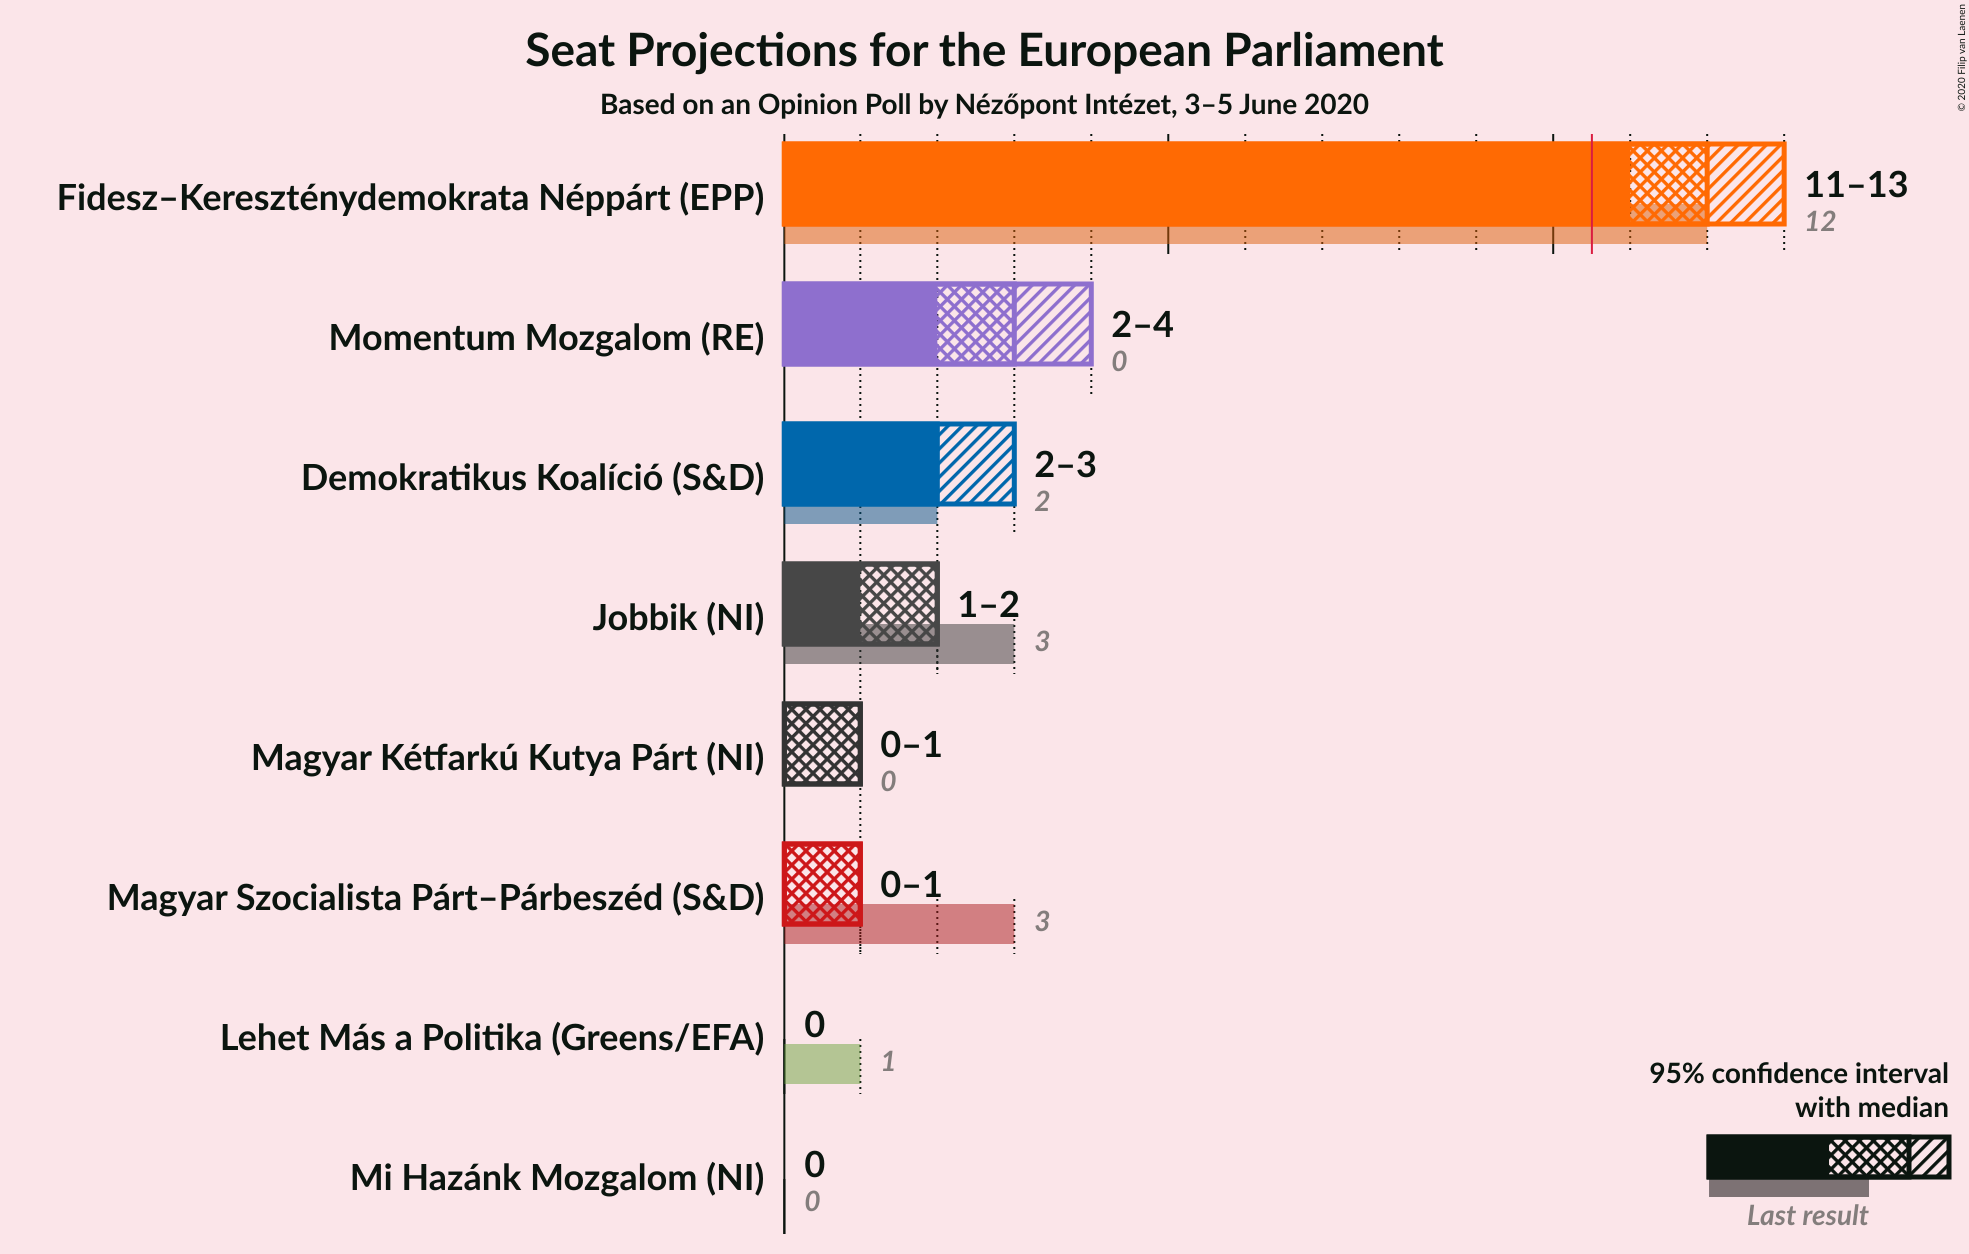 Seat Projections for the European Parliament
Based on an Opinion Poll by Nézőpont Intézet, 3–5 June 2020
© 2020 Filip van Laenen
Fidesz–Kereszténydemokrata Néppárt (EPP)
11–13
12
Momentum Mozgalom (RE)
2–4
0
Demokratikus Koalíció (S&D)
2–3
2
Jobbik (NI)
1–2
3
Magyar Kétfarkú Kutya Párt (NI)
0–1
0
Magyar Szocialista Párt–Párbeszéd (S&D)
0–1
3
Lehet Más a Politika (Greens/EFA)
0
1
Mi Hazánk Mozgalom (NI)
0
0
95% confidence interval
with median
Last result